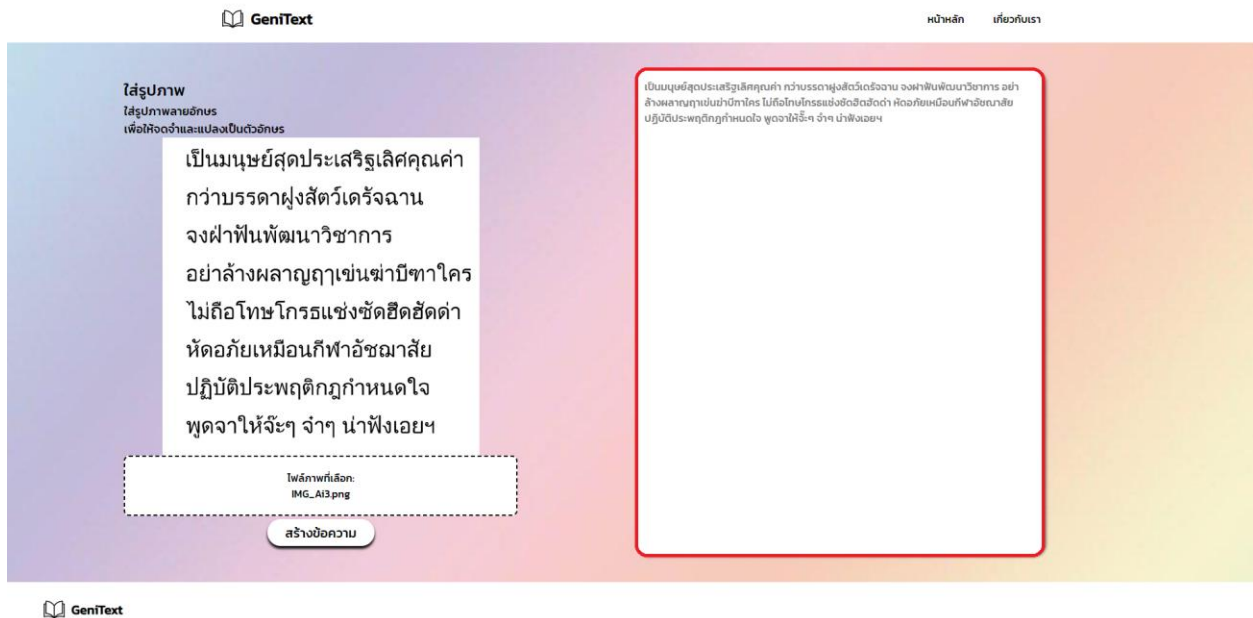 GeniText
หน้าหลัก เกี่ยวกับเรา
ใส่รูปภาพ
ใส่รูปภาพลายอักษร
เพื่อให้จดจำและแปลงเป็นตัวอักษร
เป็นมนุษย์สุดประเสริฐเลิศคุณค่า
กว่าบรรดาฝูงสัตว์เดรัจฉาน
จงฝ่าฟันพัฒนาวิชาการ
อย่าล้างผลาญฤๅเข่นฆ่าบีฑาใคร
ไม่ถือโทษโกรธแช่งซัดฮึดฮัดด่า
หัดอภัยเหมือนกีฬาอัชฌาสัย
ปฏิบัติประพฤติกฎกำหนดใจ
พูดจาให้จ๊ะๆ จ๋าๆ น่าฟังเอยฯ
ไฟล์ภาพที่เลือก:
IMG_AI3.png
สร้างข้อความ
เป็นมนุษย์สุดประเสริฐเลิศคุณค่า กว่าบรรดาฝูงสัตว์เดรัจฉาน จงฝ่าฟันพัฒนาวิชาการ อย่า
ล้างผลาญฤๅเข่นฆ่าบีฑาใคร ไม่ถือโทษโกรธแช่งซัดฮึดฮัดด่า หัดอภัยเหมือนกีฬาอัชฌาสัย
ปฏิบัติประพฤติกฎกำหนดใจ พูดจาให้จ๊ะๆ จ๋าๆ น่าฟังเอยฯ
GeniText